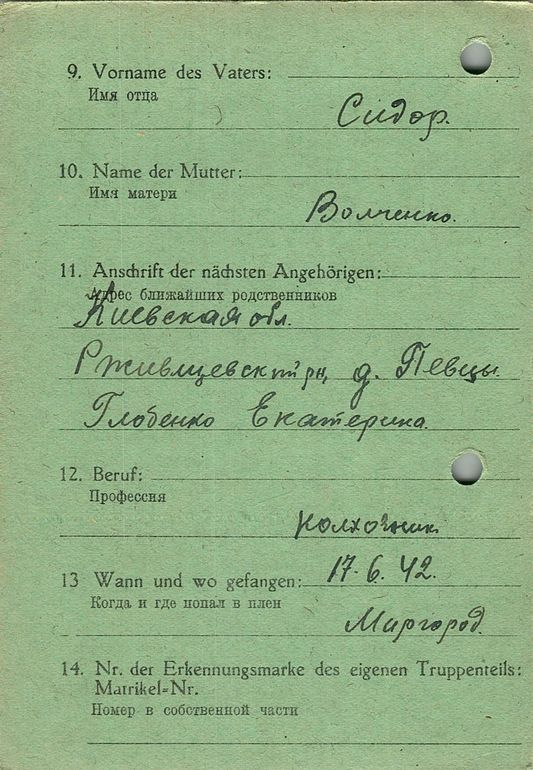 9. Vorname des Vaters:
Имя отца
Сидор.
10. Name der Mutter:
Имя матери
Волченко.
11. Anschrift der nächsten Angehörigen:
Адрес ближайших родственников
Киевская обл.
Ржищевск рн, д. Певцы.
Глобенко Екатерина.
12. Beruf:
Профессия
колхозник.
13 Wann und wo gefangen: 17.6.42.
Когда и где попал в плен
Миргород.
14. Nr. der Erkennungsmarke des eigenen Truppenteils:
Matrikel=Nr.
Номер в собственной части